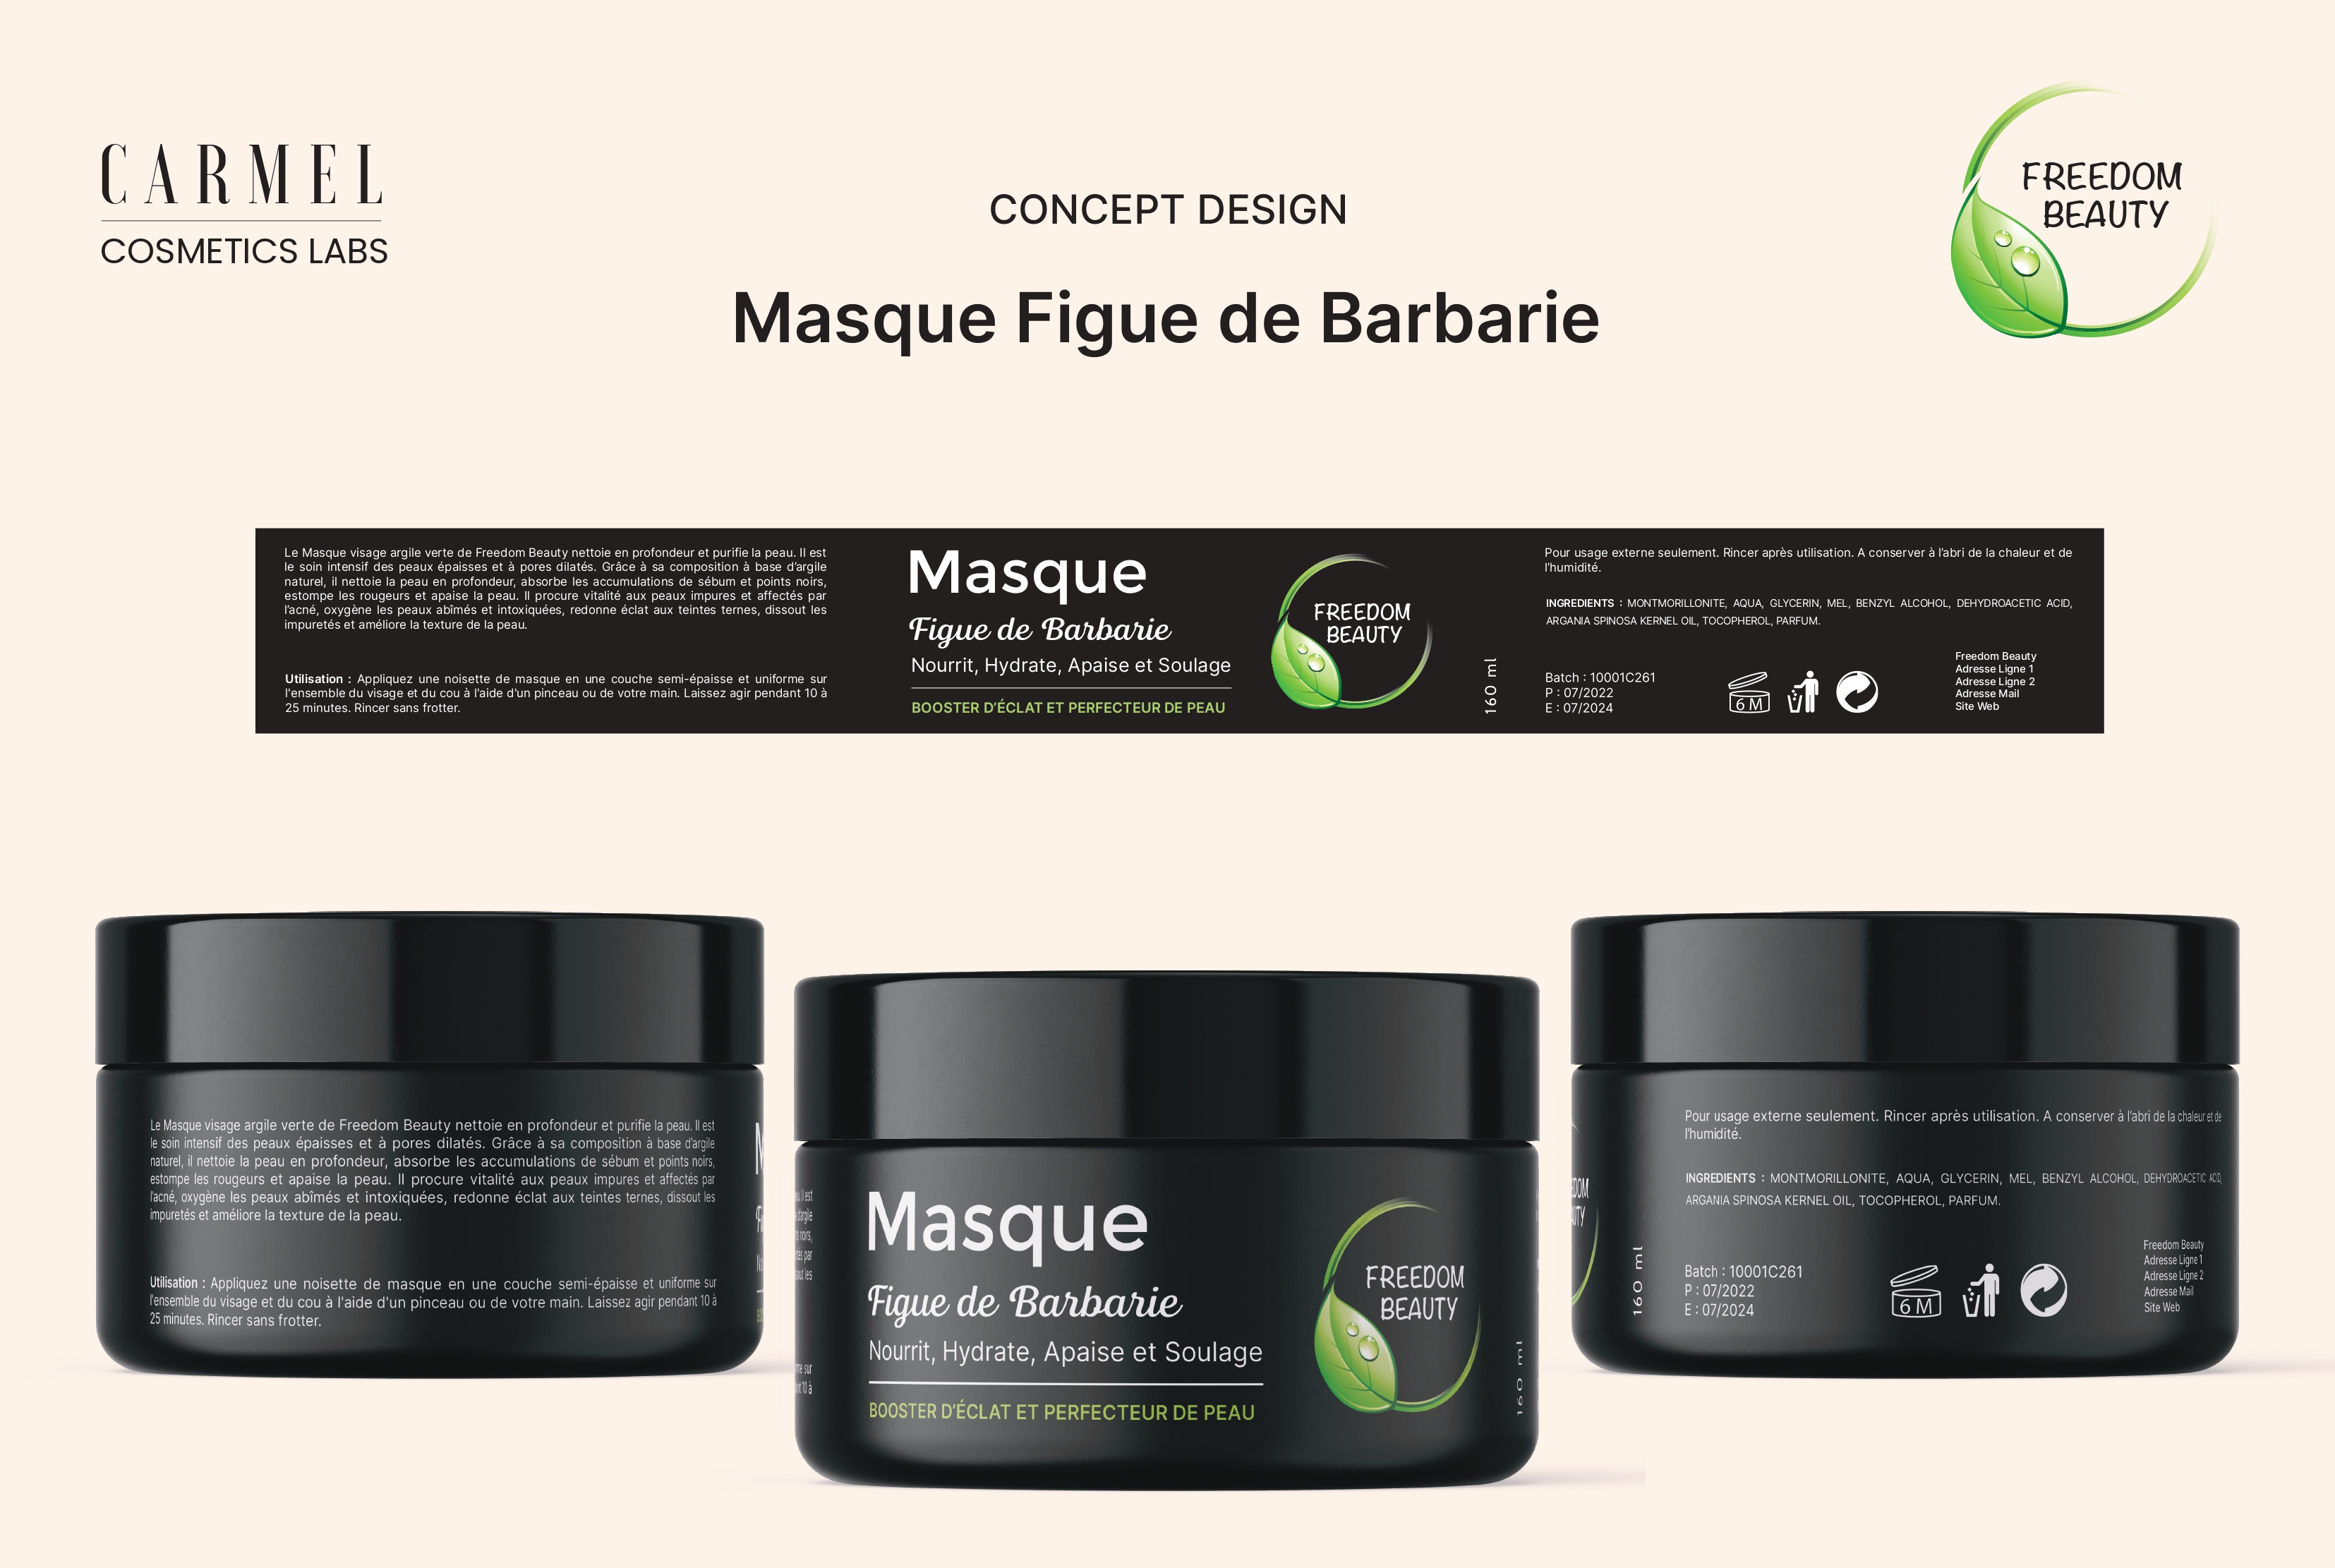 CARMEL
COSMETICS LABS
CONCEPT DESIGN
Masque Figue de Barbarie
FREEDOM
BEAUTY
Le Masque visage argile verte de Freedom Beauty nettoie en profondeur et purifie la peau. Il est
le soin intensif des peaux épaisses et à pores dilatés. Grâce à sa composition à base d'argile
naturel, il nettoie la peau en profondeur, absorbe les accumulations de sébum et points noirs,
estompe les rougeurs et apaise la peau. Il procure vitalité aux peaux impures et affectés par
l'acné, oxygène les peaux abîmés et intoxiquées, redonne éclat aux teintes ternes, dissout les
impuretés et améliore la texture de la peau.
Utilisation : Appliquez une noisette de masque en une couche semi-épaisse et uniforme sur
l'ensemble du visage et du cou à l'aide d'un pinceau ou de votre main. Laissez agir pendant 10 à
25 minutes. Rincer sans frotter.
Masque
Figue de Barbarie
Nourrit, Hydrate, Apaise et Soulage
BOOSTER D'ÉCLAT ET PERFECTEUR DE PEAU
FREEDOM
BEAUTY
160 ml
Pour usage externe seulement. Rincer après utilisation. A conserver à l'abri de la chaleur et de
l'humidité.
INGREDIENTS : MONTMORILLONITE, AQUA, GLYCERIN, MEL, BENZYL ALCOHOL, DEHYDROACETIC ACID,
ARGANIA SPINOSA KERNEL OIL, TOCOPHEROL, PARFUM.
Batch : 10001C261
P : 07/2022
E : 07/2024
6 M
Freedom Beauty
Adresse Ligne 1
Adresse Ligne 2
Adresse Mail
Site Web
Le Masque visage argile verte de Freedom Beauty nettoie en profondeur et purifie la peau. Il est
le soin intensif des peaux épaisses et à pores dilatés. Grâce à sa composition à base d'argile
naturel, il nettoie la peau en profondeur, absorbe les accumulations de sébum et points noirs,
estompe les rougeurs et apaise la peau. Il procure vitalité aux peaux impures et affectés par
l'acné, oxygène les peaux abîmés et intoxiquées, redonne éclat aux teintes ternes, dissout les
impuretés et améliore la texture de la peau.
Utilisation : Appliquez une noisette de masque en une couche semi-épaisse et uniforme sur
l'ensemble du visage et du cou à l'aide d'un pinceau ou de votre main. Laissez agir pendant 10 à
25 minutes. Rincer sans frotter.
Masque
Figue de Barbarie
Nourrit, Hydrate, Apaise et Soulage
BOOSTER D'ÉCLAT ET PERFECTEUR DE PEAU
FREEDOM
BEAUTY
160 ml
160 ml
Pour usage externe seulement. Rincer après utilisation. A conserver à l'abri de la chaleur et de
l'humidité.
INGREDIENTS : MONTMORILLONITE, AQUA, GLYCERIN, MEL, BENZYL ALCOHOL, DEHYDROACETIC ACID,
ARGANIA SPINOSA KERNEL OIL, TOCOPHEROL, PARFUM.
Batch : 10001C261
P : 07/2022
E : 07/2024
6 M
Freedom Beauty
Adresse Ligne 1
Adresse Ligne 2
Adresse Mail
Site Web